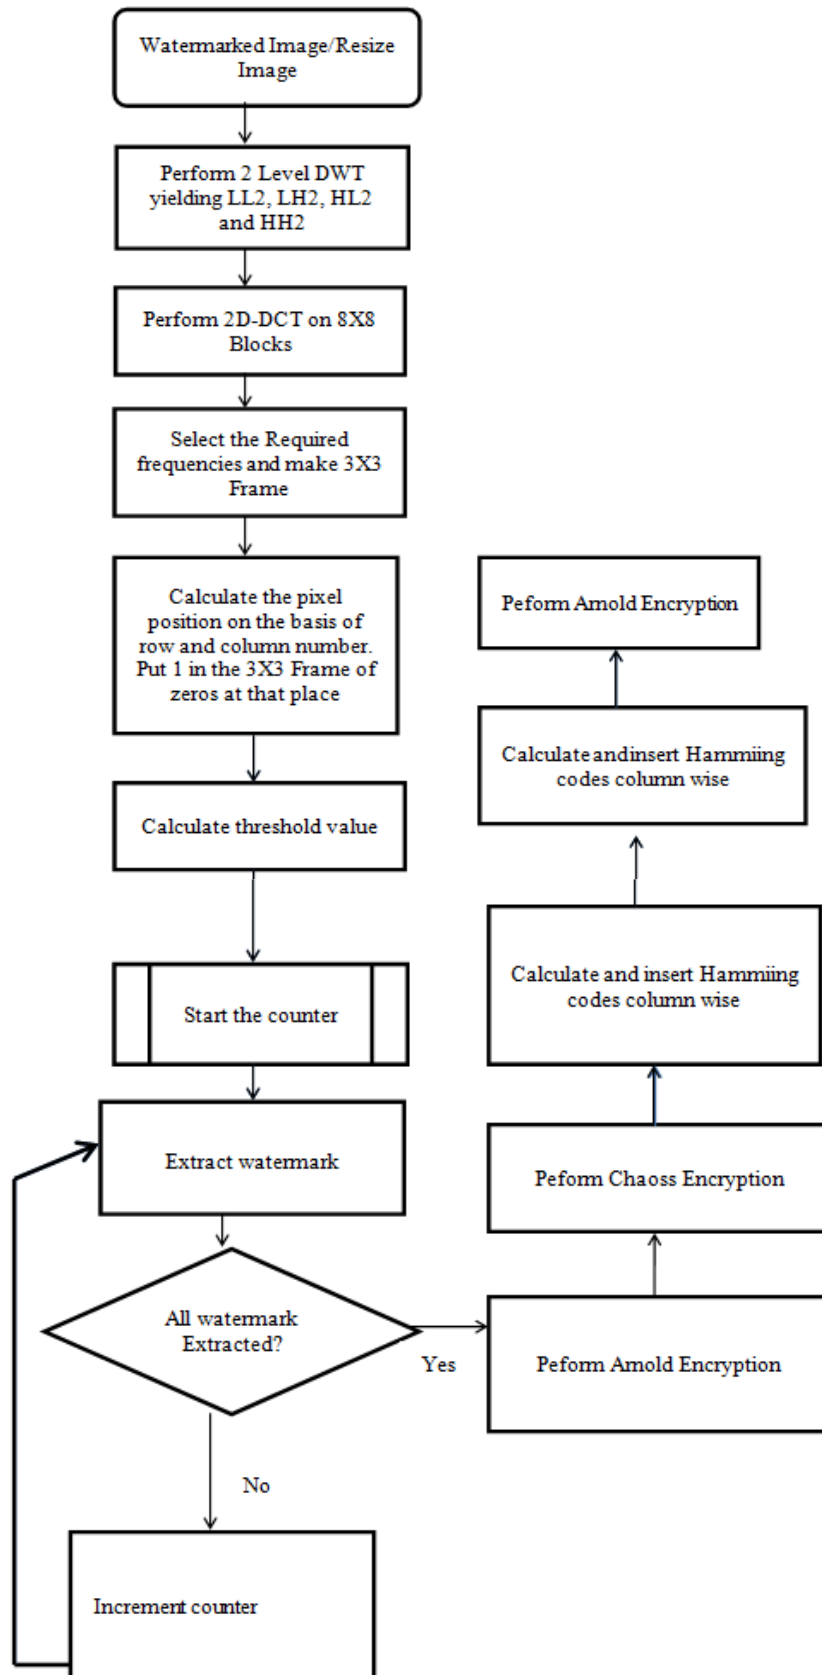 Watermarked Image/Resize
Image
Perform 2 Level DWT
yielding LL2, LH2, HL2
and HH2
Perform 2D-DCT on 8X8
Blocks
Select the Required
frequencies and make 3X3
Frame
Calculate the pixel
position on the basis of
row and column number.
Put 1 in the 3X3 Frame of
zeros at that place
Calculate threshold value
Start the counter
Extract watermark
All watermark
Extracted?
Yes
No
Increment counter
Peform Arnold Encryption
Peform Chaoss Encryption
Calculate and insert Hammiing
codes column wise
Calculate andinsert Hammiing
codes column wise
Peform Arnold Encryption